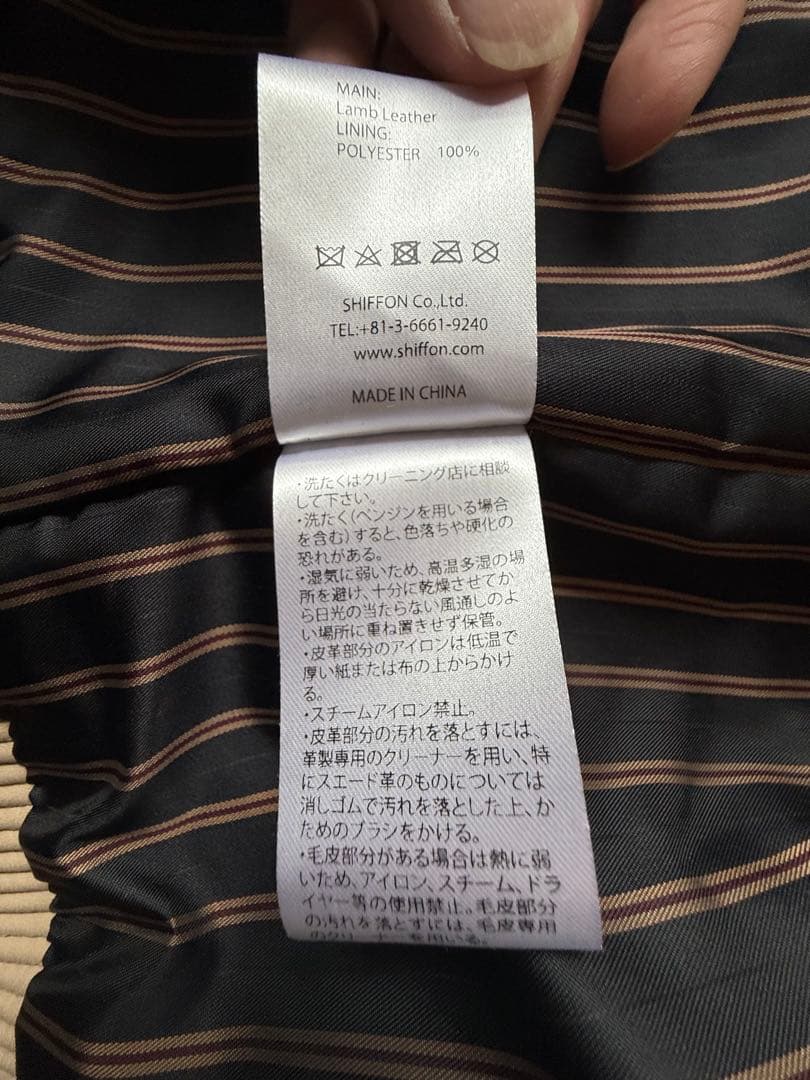 MAIN:
Lamb Leather
LINING:
POLYESTER 100%
SHIFFON Co.,Ltd.
TEL:+81-3-6661-9240
www.shiffon.com
MADE IN CHINA
・洗たくはクリーニング店に相談
して下さい。
・洗たく(ベンジンを用いる場合
を含む)すると、色落ちや硬化の
恐れがある。
・湿気に弱いため、高温多湿の場
所を避け、十分に乾燥させてか
ら日光の当たらない風通しのよ
い場所に重ね置きせず保管。
・皮革部分のアイロンは低温で
厚い紙または布の上からかけ
る。
・スチームアイロン禁止。
・皮革部分の汚れを落とすには、
革製専用のクリーナーを用い、特
にスエード革のものについては
消しゴムで汚れを落とした上、か
ためのブラシをかける。
・毛皮部分がある場合は熱に弱
いため、アイロン、スチーム、ドラ
イヤー等の使用禁止。毛皮部分
の汚れを落とすには、毛皮専用
のクリーナーを用いる。